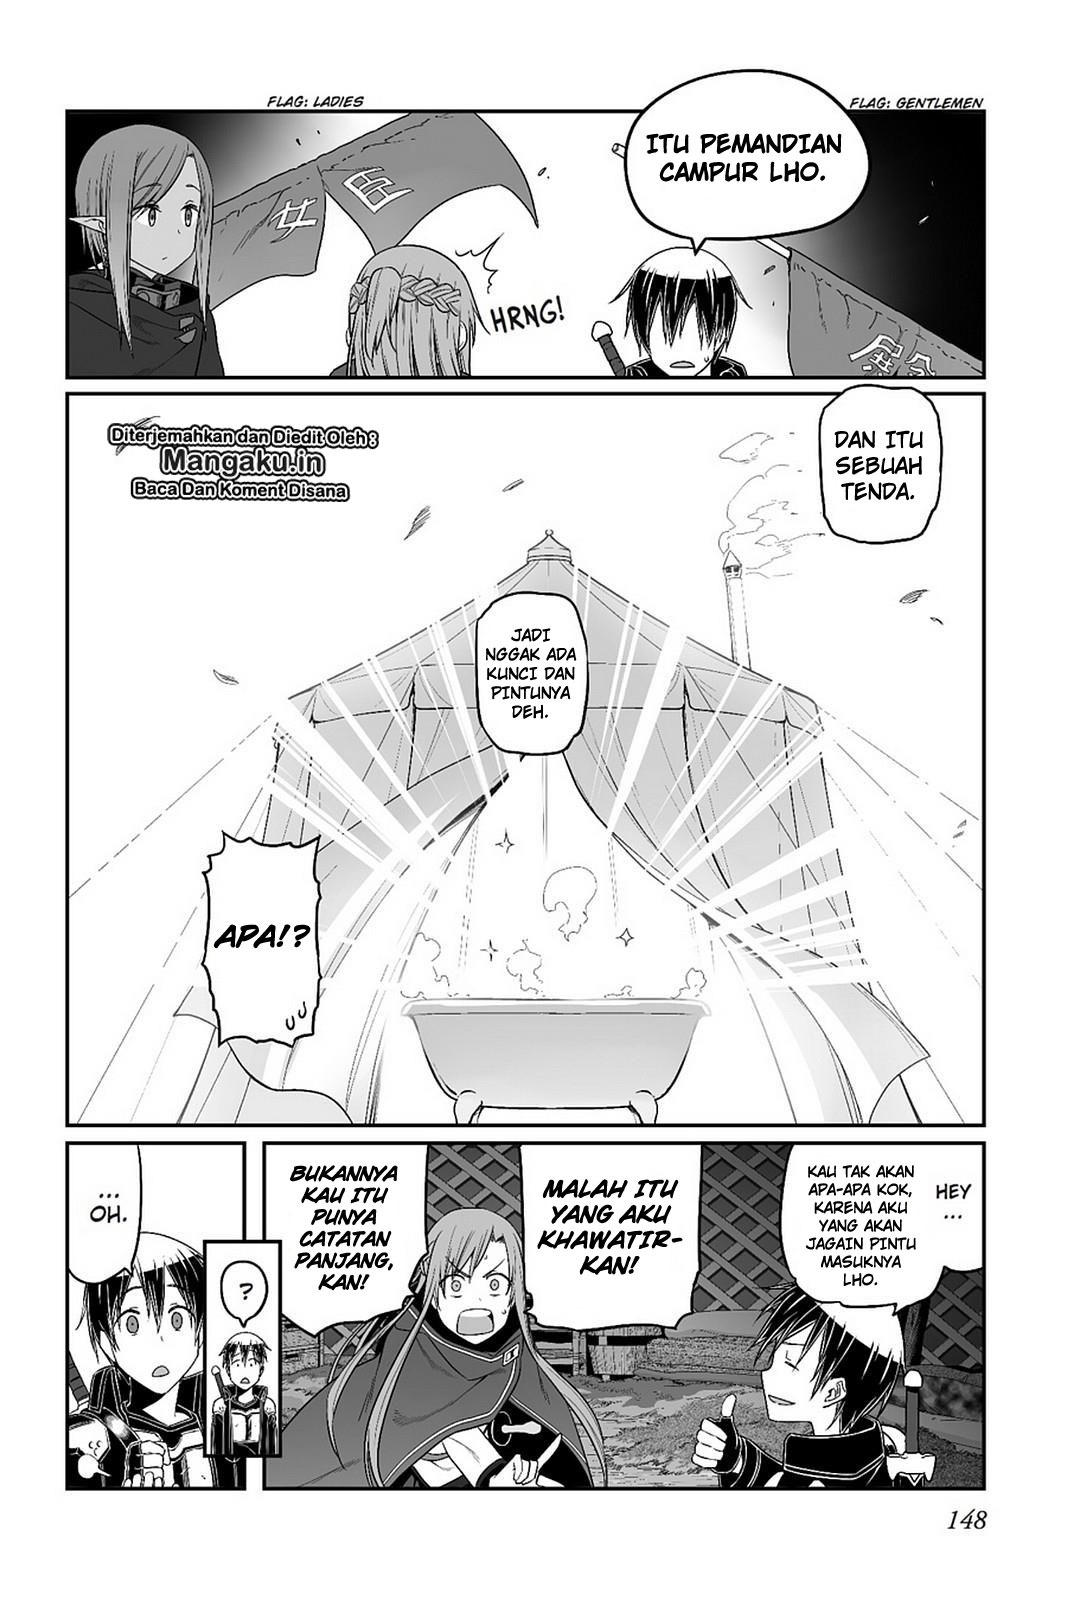 FLAG: LADIES
FLAG: GENTLEMEN
ITU PEMANDIAN
CAMPUR LHO.
HRNG!
DAN ITU
SEBUAH
TENDA.
Diterjemahkan dan Diedit Oleh :
Mangaku.in
Baca Dan Koment Disana
JADI
NGGAK ADA
KUNCI DAN
PINTUNYA
DEH.
APA!?
HEY
...
KAU TAK AKAN
APA-APA KOK,
KARENA AKU
YANG AKAN
JAGAIN PINTU
MASUKNYA
LHO.
MALAH ITU
YANG AKU
KHAWATIR-
KAN!
BUKANNYA
KAU ITU
PUNYA
CATATAN
PANJANG,
KAN!
?
...
OH.
148